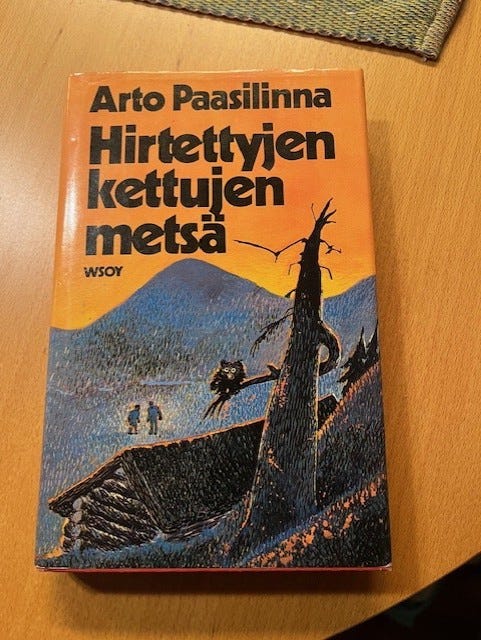 Arto Paasilinna
Hirtettyjen
kettujen
metsä
WSOY